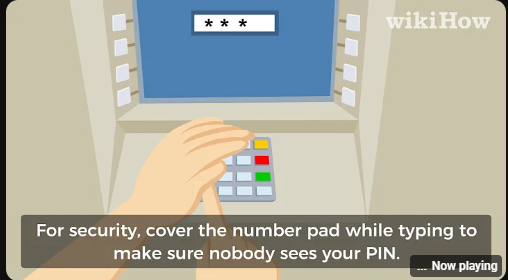 ***
wikiHow
For security, cover the number pad while typing to
make sure nobody sees your PIN.
... Now playing